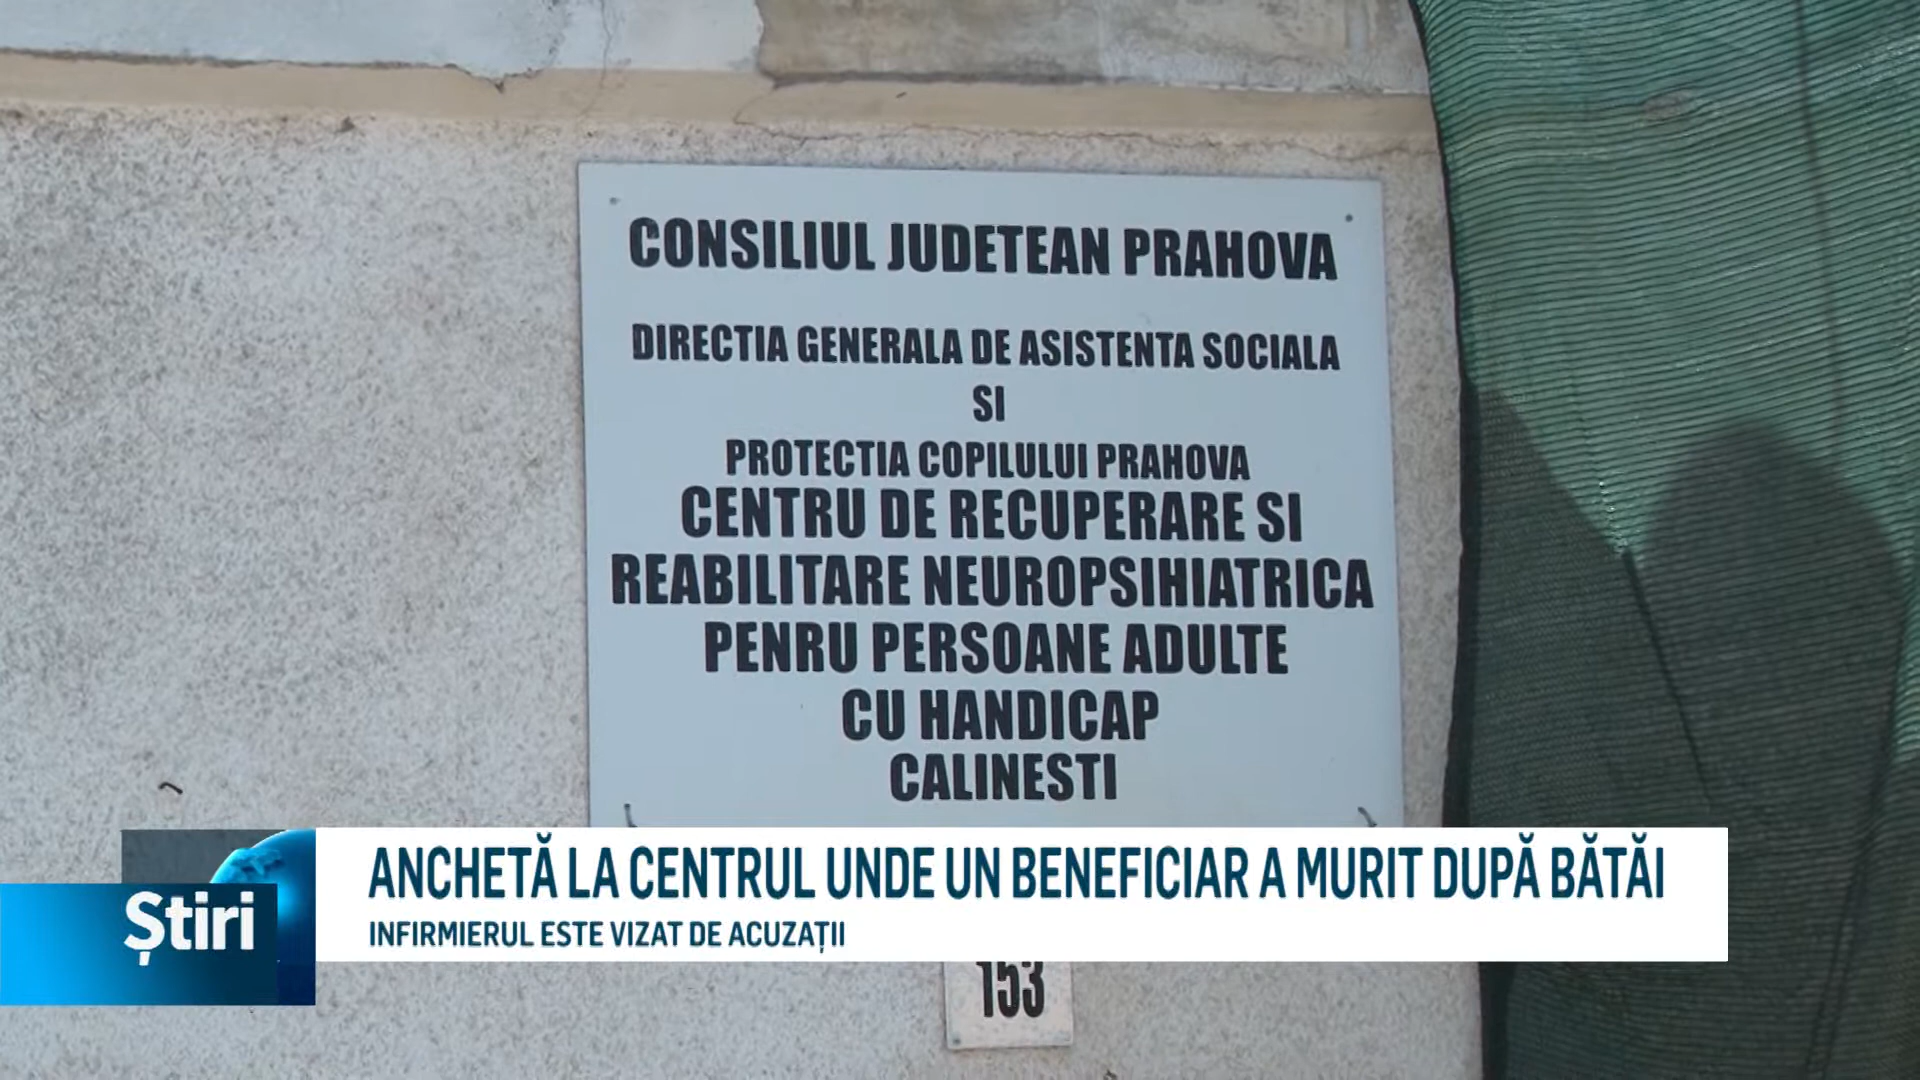 CONSILIUL JUDETEAN PRAHOVA
DIRECTIA GENERALA DE ASISTENTA SOCIALA
SI
PROTECTIA COPILULUI PRAHOVA
CENTRU DE RECUPERARE SI
REABILITARE NEUROPSIHIATRICA
PENRU PERSOANE ADULTE
CU HANDICAP
CALINESTI
Știri
ANCHETĂ LA CENTRUL UNDE UN BENEFICIAR A MURIT DUPĂ BĂTĂI
INFIRMIERUL ESTE VIZAT DE ACUZAȚII
153